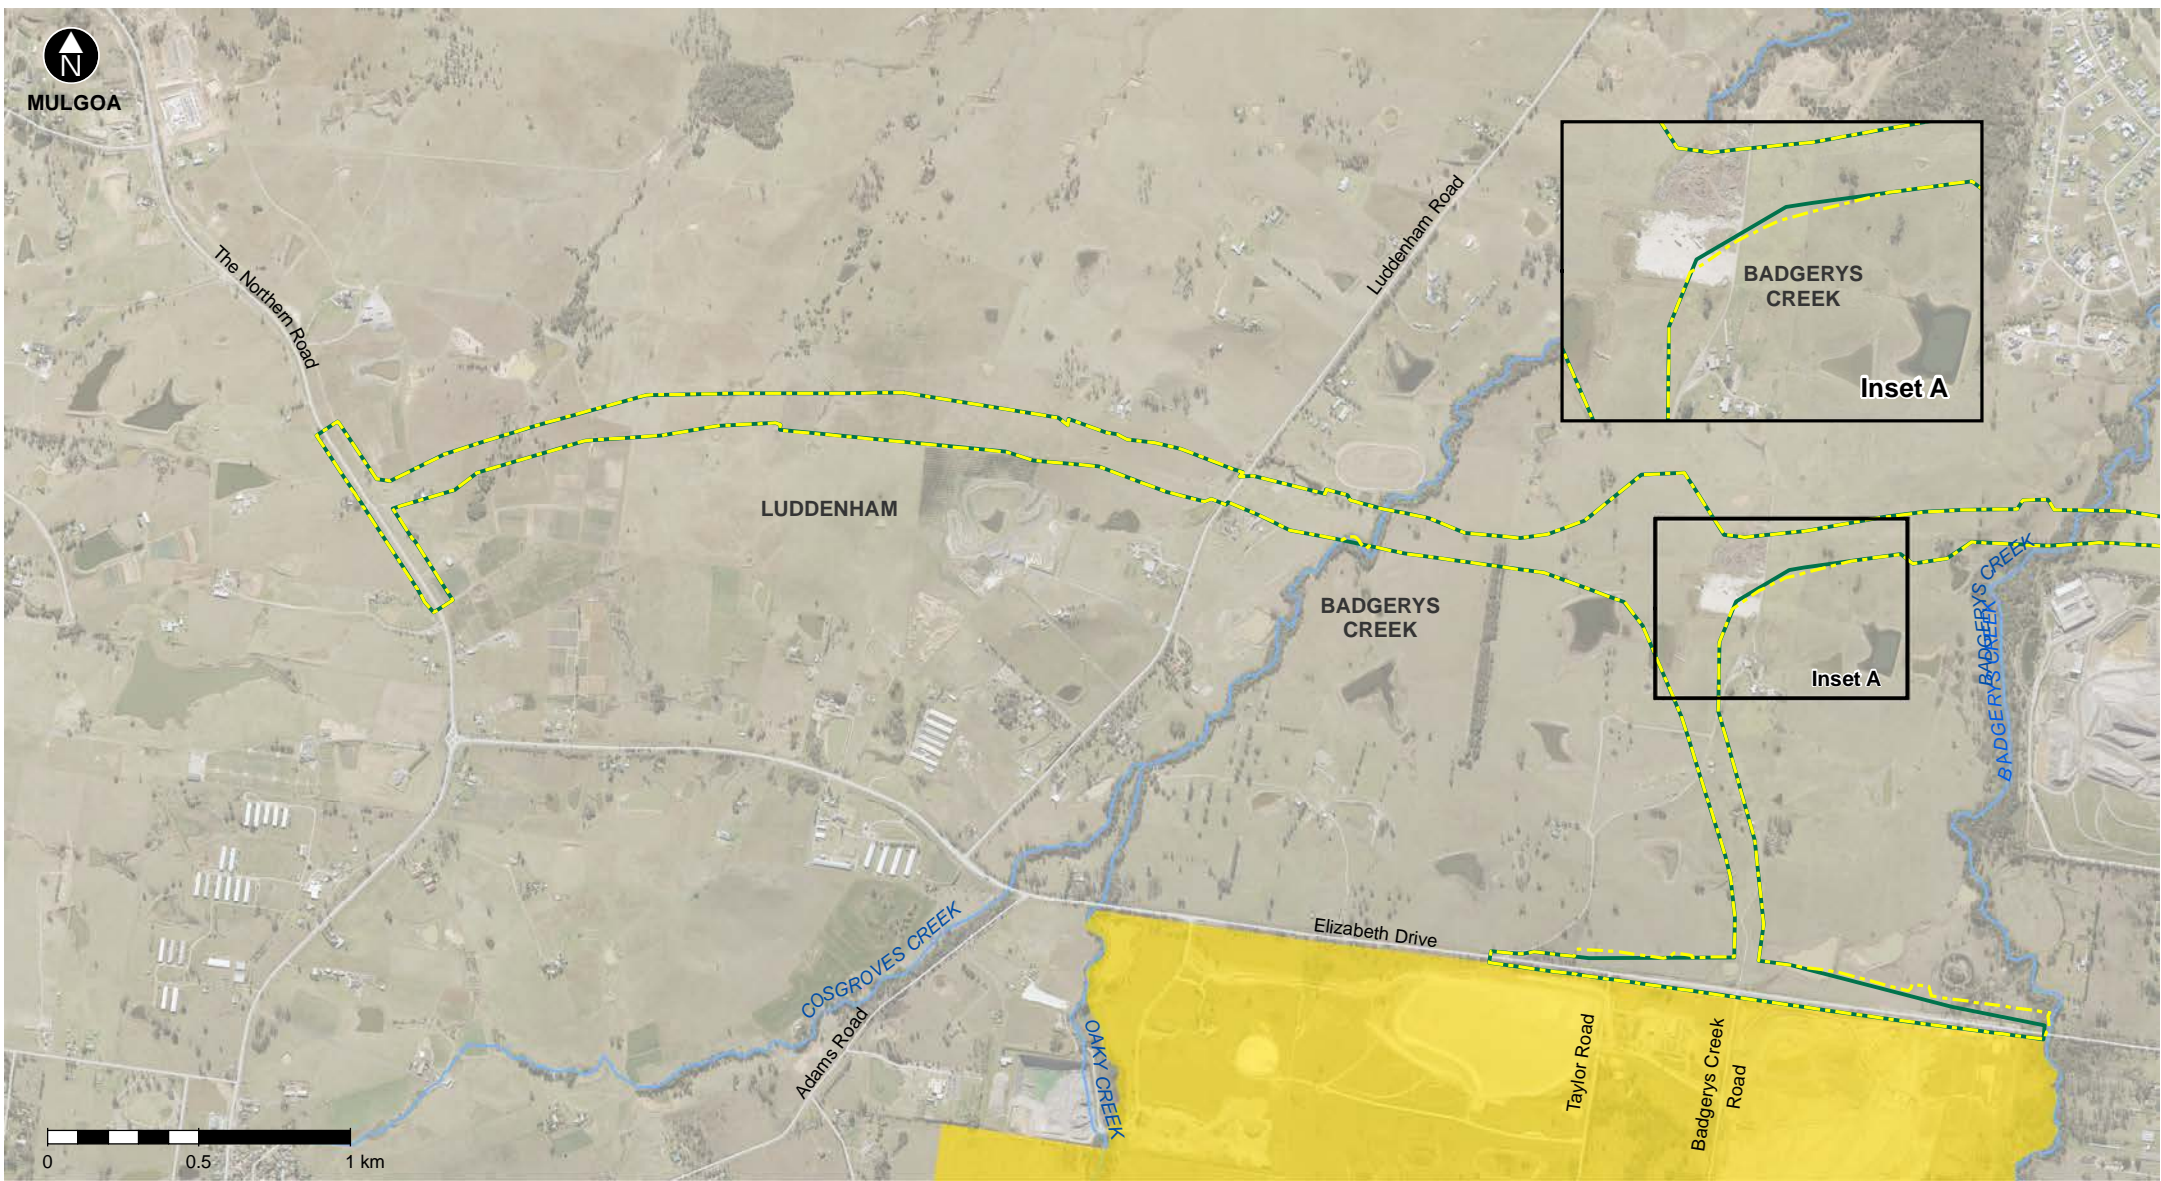 N
MULGOA
The Northern Road
Luddenham Road
BADGERYS
CREEK
Inset A
LUDDENHAM
BADGERYS
CREEK
BADGERYS CREEK
BADGERYS CREEK
Inset A
Elizabeth Drive
COSGROVES CREEK
Adams Road
OAKY CREEK
Taylor Road
Badgerys Creek
Road
0 0.5 1 km